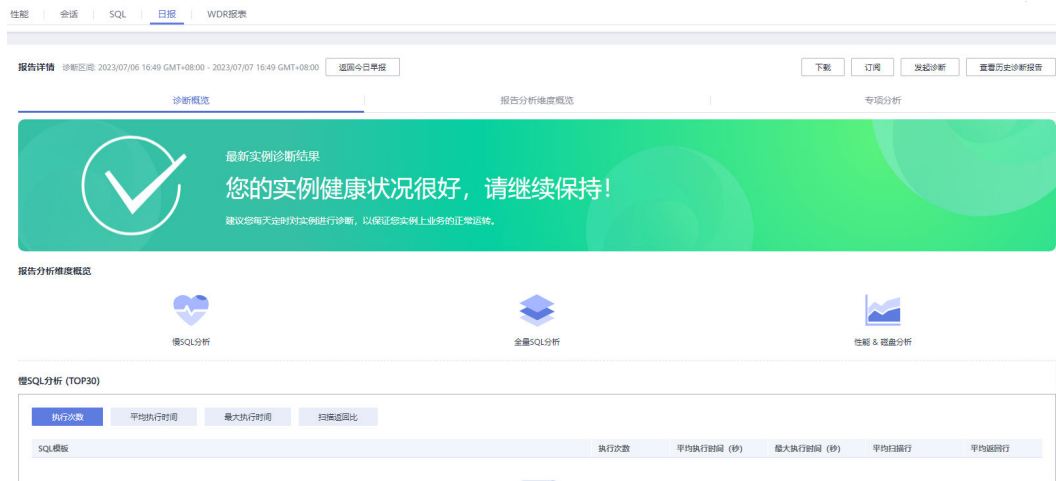 性能 会话 SQL 日报 WDR报表
报告详情 诊断区间: 2023/07/06 16:49 GMT+08:00 - 2023/07/07 16:49 GMT+08:00 返回今日早报 下载 订阅 发起诊断 查看历史诊断报告
诊断概览 报告分析维度概览 专项分析
最新实例诊断结果
您的实例健康状况很好，请继续保持！
建议您每天定时对实例进行诊断，以保证您实例上业务的正常运转。
报告分析维度概览
慢SQL分析 全量SQL分析 性能 & 磁盘分析
慢SQL分析 (TOP30)
执行次数 平均执行时间 最大执行时间 扫描返回比
SQL模板 执行次数 平均执行时间（秒） 最大执行时间（秒） 平均扫描行 平均返回行